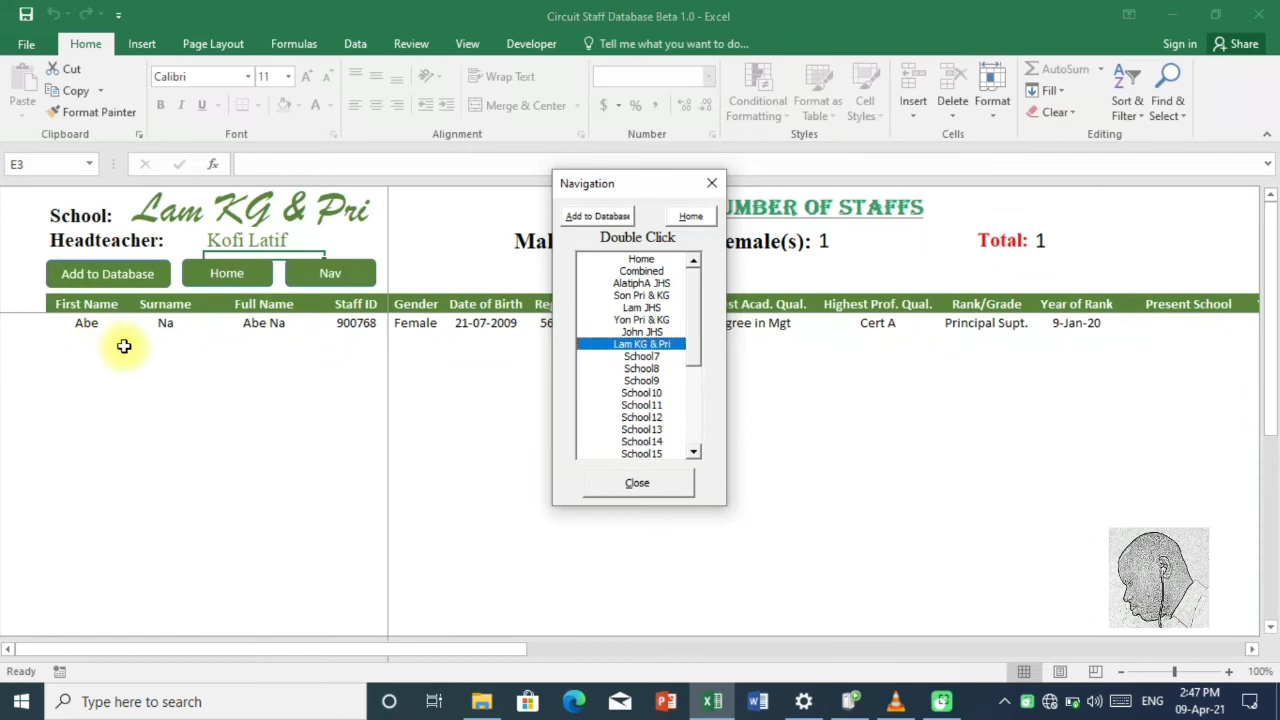 Circuit Staff Database Beta 1.0 - Excel
File Home Insert Page Layout Formulas Data Review View Developer Tell me what you want to do... Sign in Share
Paste
Cut
Copy
Format Painter
Calibri 11
B I U
Wrap Text
Merge & Center
$ % ,
Conditional Formatting
Format as Table
Cell Styles
Insert Delete Format
AutoSum
Fill
Clear
Sort & Filter
Find & Select
Clipboard Font Alignment Number Styles Cells Editing
E3 fx
School: Lam KG & Pri
UMBER OF STAFFS
Headteacher: Kofi Latif
Mal
emale(s): 1
Total: 1
Add to Database Home Nav
First Name Surname Full Name Staff ID Gender Date of Birth Reg
st Acad. Qual. Highest Prof. Qual. Rank/Grade Year of Rank Present School
Abe Na Abe Na 900768 Female 21-07-2009 56
gree in Mgt Cert A Principal Supt. 9-Jan-20
Navigation
Add to Database Home
Double Click
Home
Combined
AlatiphA JHS
Son Pri & KG
Lam JHS
Yon Pri & KG
John JHS
Lam KG & Pri
School7
School8
School9
School10
School11
School12
School13
School14
School15
Close
Ready 100%
Type here to search
ENG
2:47 PM
09-Apr-21